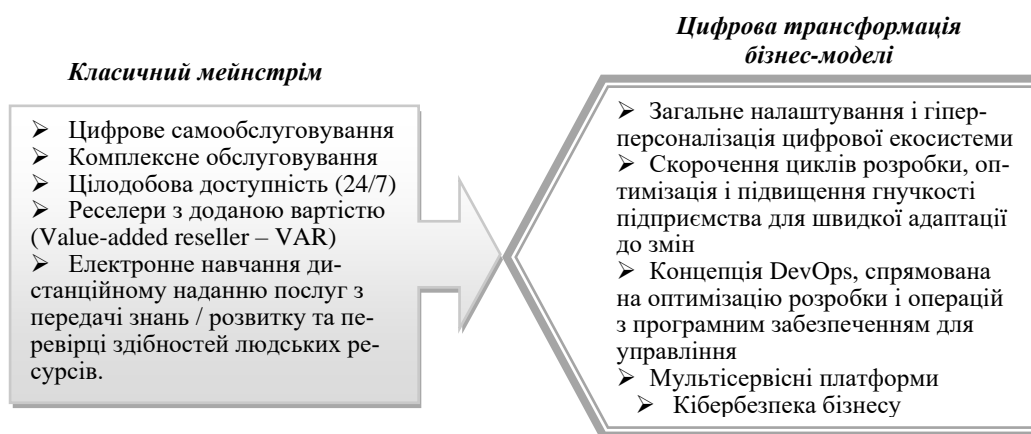 Класичний мейнстрім
➢ Цифрове самообслуговування
➢ Комплексне обслуговування
➢ Цілодобова доступність (24/7)
➢ Реселери з доданою вартістю
(Value-added reseller – VAR)
➢ Електронне навчання ди-
станційному наданню послуг з
передачі знань / розвитку та пе-
ревірці здібностей людських ре-
сурсів.
Цифрова трансформація
бізнес-моделі
➢ Загальне налаштування і гіпер-
персоналізація цифрової екосистеми
➢ Скорочення циклів розробки, оп-
тимізація і підвищення гнучкості
підприємства для швидкої адаптації
до змін
➢ Концепція DevOps, спрямована
на оптимізацію розробки і операцій
з програмним забезпеченням для
управління
➢ Мультісервісні платформи
➢ Кібербезпека бізнесу